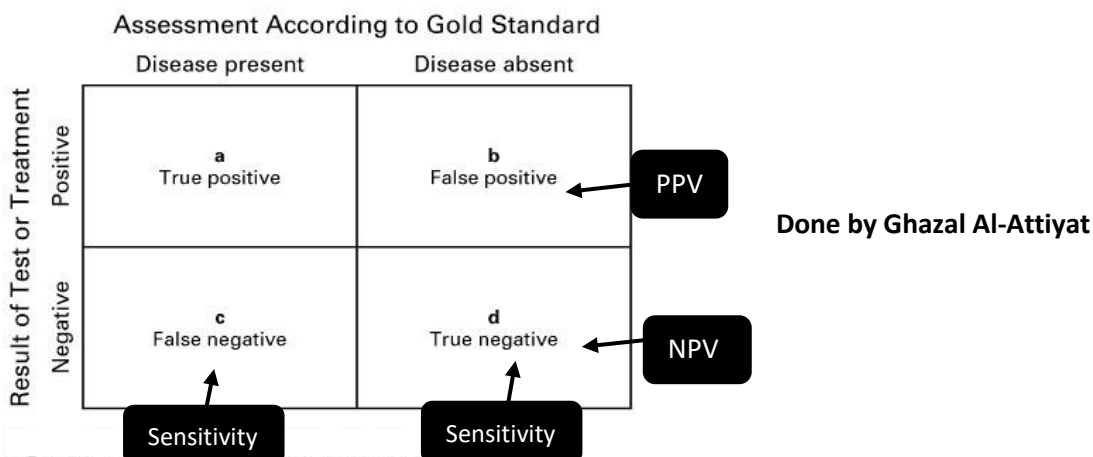 Assessment According to Gold Standard
Disease present
Disease absent
Result of Test or Treatment
Positive
Negative
a
True positive
b
False positive
PPV
Done by Ghazal Al-Attiyat
c
False negative
d
True negative
NPV
Sensitivity
Sensitivity